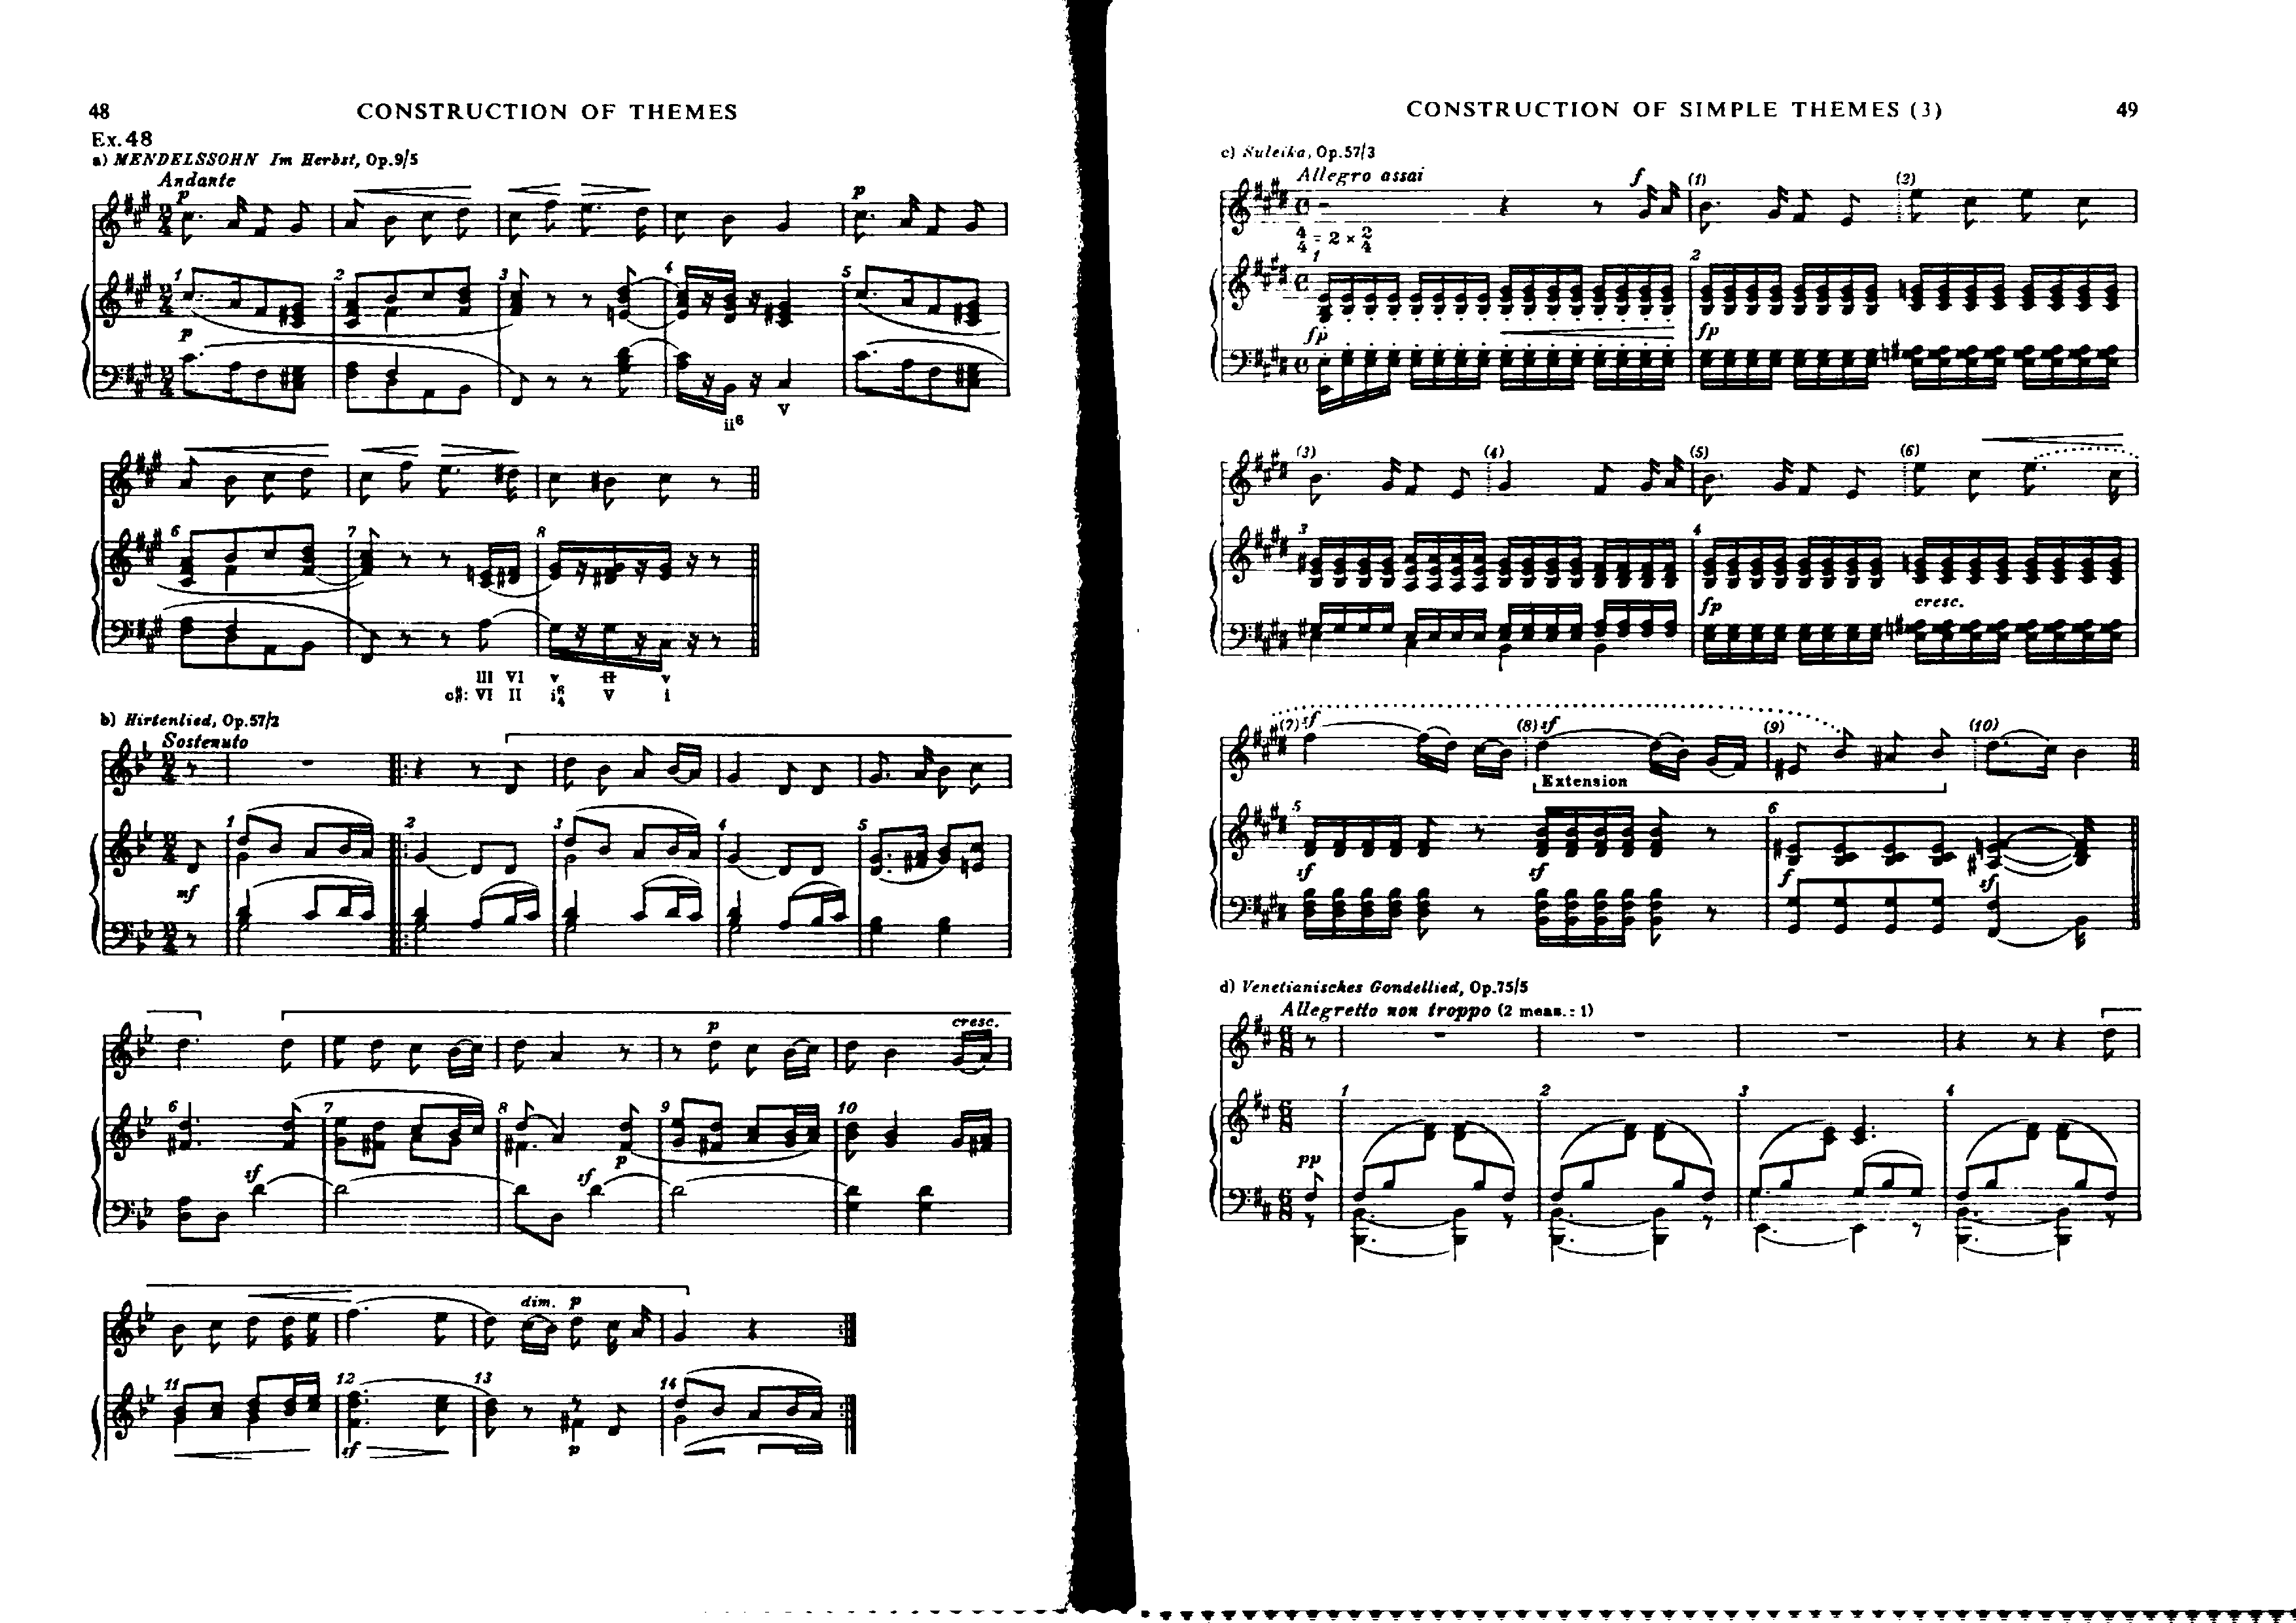 48
CONSTRUCTION OF THEMES
Ex.48
a) MENDELSSOHN Im Herbst, Op.9/5
Andante
p
p
1 2 3 4 5
p
ii6 V
6 7 8
III VI v II v
c#: VI II i6/4 V i
b) Hirtenlied, Op.57/2
Sostenuto
1 2 3 4 5
mf
p cresc.
6 7 8 9 10
sf sf p
dim. p
11 12 13 14
sf p
CONSTRUCTION OF SIMPLE THEMES (3)
49
c) Suleika, Op.57/3
Allegro assai
f (1) (2)
4/4 = 2 × 2/4
1 2
fp fp
(3) (4) (5) (6)
3 4
fp cresc.
(7) sf (8) sf (9) (10)
Extension
5 6
sf sf f sf
d) Venetianisches Gondellied, Op.75/5
Allegretto non troppo (2 meas.: 1)
1 2 3 4
pp